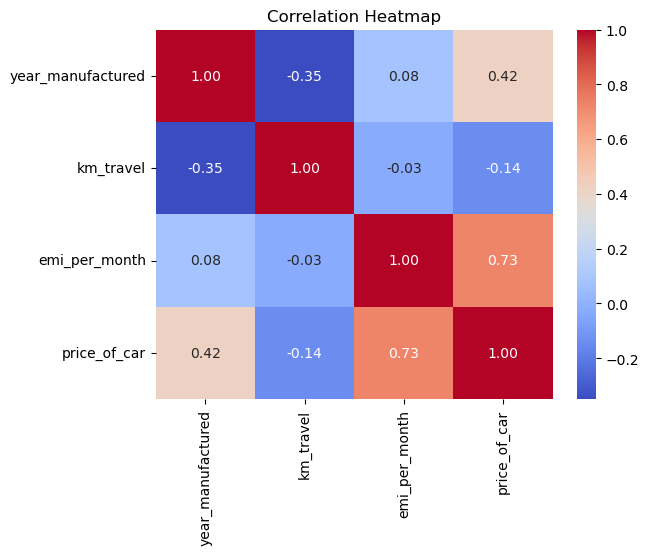 Correlation Heatmap
year_manufactured 1.00 -0.35 0.08 0.42
km_travel -0.35 1.00 -0.03 -0.14
emi_per_month 0.08 -0.03 1.00 0.73
price_of_car 0.42 -0.14 0.73 1.00
year_manufactured
km_travel
emi_per_month
price_of_car
1.0
0.8
0.6
0.4
0.2
0.0
−0.2